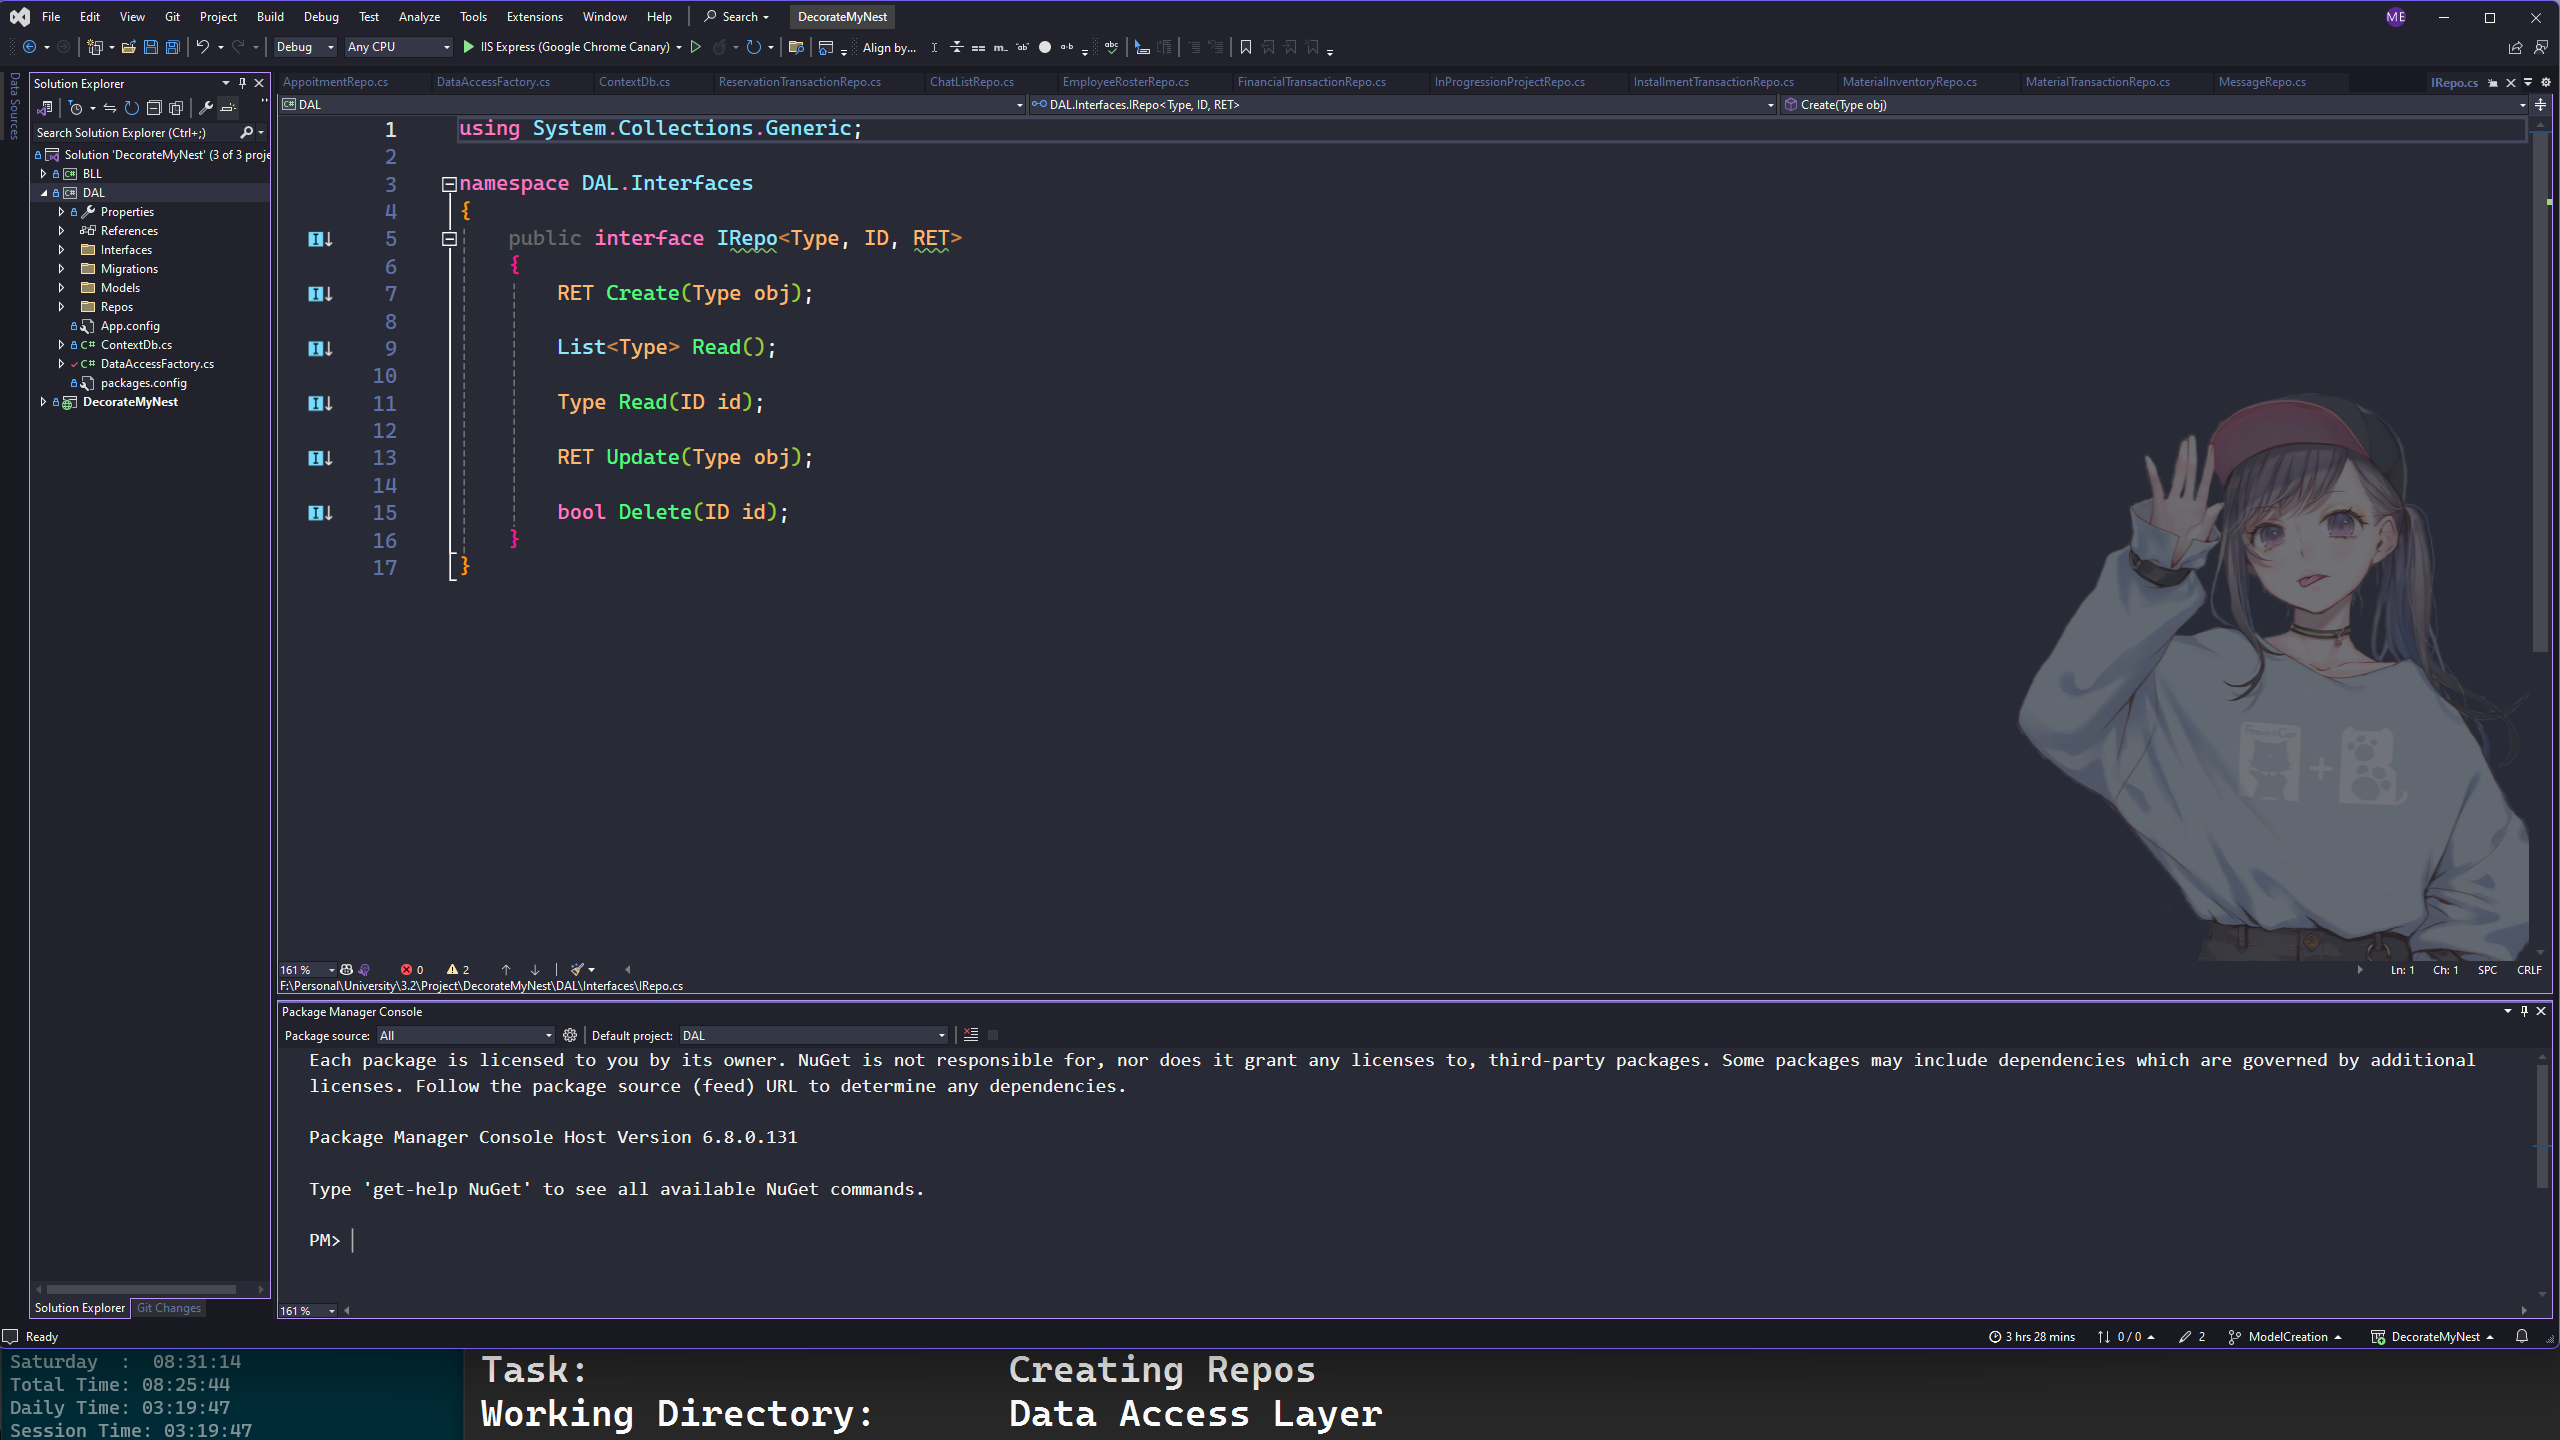 File Edit View Git Project Build Debug Test Analyze Tools Extensions Window Help Search DecorateMyNest ME
Debug Any CPU IIS Express (Google Chrome Canary) Align by...
Data Sources
Solution Explorer
Search Solution Explorer (Ctrl+;)
Solution 'DecorateMyNest' (3 of 3 proje
BLL
DAL
Properties
References
Interfaces
Migrations
Models
Repos
App.config
ContextDb.cs
DataAccessFactory.cs
packages.config
DecorateMyNest
Solution Explorer Git Changes
AppoitmentRepo.cs DataAccessFactory.cs ContextDb.cs ReservationTransactionRepo.cs ChatListRepo.cs EmployeeRosterRepo.cs FinancialTransactionRepo.cs InProgressionProjectRepo.cs InstallmentTransactionRepo.cs MaterialInventoryRepo.cs MaterialTransactionRepo.cs MessageRepo.cs IRepo.cs
DAL DAL.Interfaces.IRepo<Type, ID, RET> Create(Type obj)
1 using System.Collections.Generic;
2
3 namespace DAL.Interfaces
4 {
5 public interface IRepo<Type, ID, RET>
6 {
7 RET Create(Type obj);
8
9 List<Type> Read();
10
11 Type Read(ID id);
12
13 RET Update(Type obj);
14
15 bool Delete(ID id);
16 }
17 }
161 % 0 2 Ln: 1 Ch: 1 SPC CRLF
F:\Personal\University\3.2\Project\DecorateMyNest\DAL\Interfaces\IRepo.cs
Package Manager Console
Package source: All Default project: DAL
Each package is licensed to you by its owner. NuGet is not responsible for, nor does it grant any licenses to, third-party packages. Some packages may include dependencies which are governed by additional
licenses. Follow the package source (feed) URL to determine any dependencies.
Package Manager Console Host Version 6.8.0.131
Type 'get-help NuGet' to see all available NuGet commands.
PM>
161 %
Ready 3 hrs 28 mins 0 / 0 2 ModelCreation DecorateMyNest
Saturday : 08:31:14
Total Time: 08:25:44
Daily Time: 03:19:47
Session Time: 03:19:47
Task: Creating Repos
Working Directory: Data Access Layer